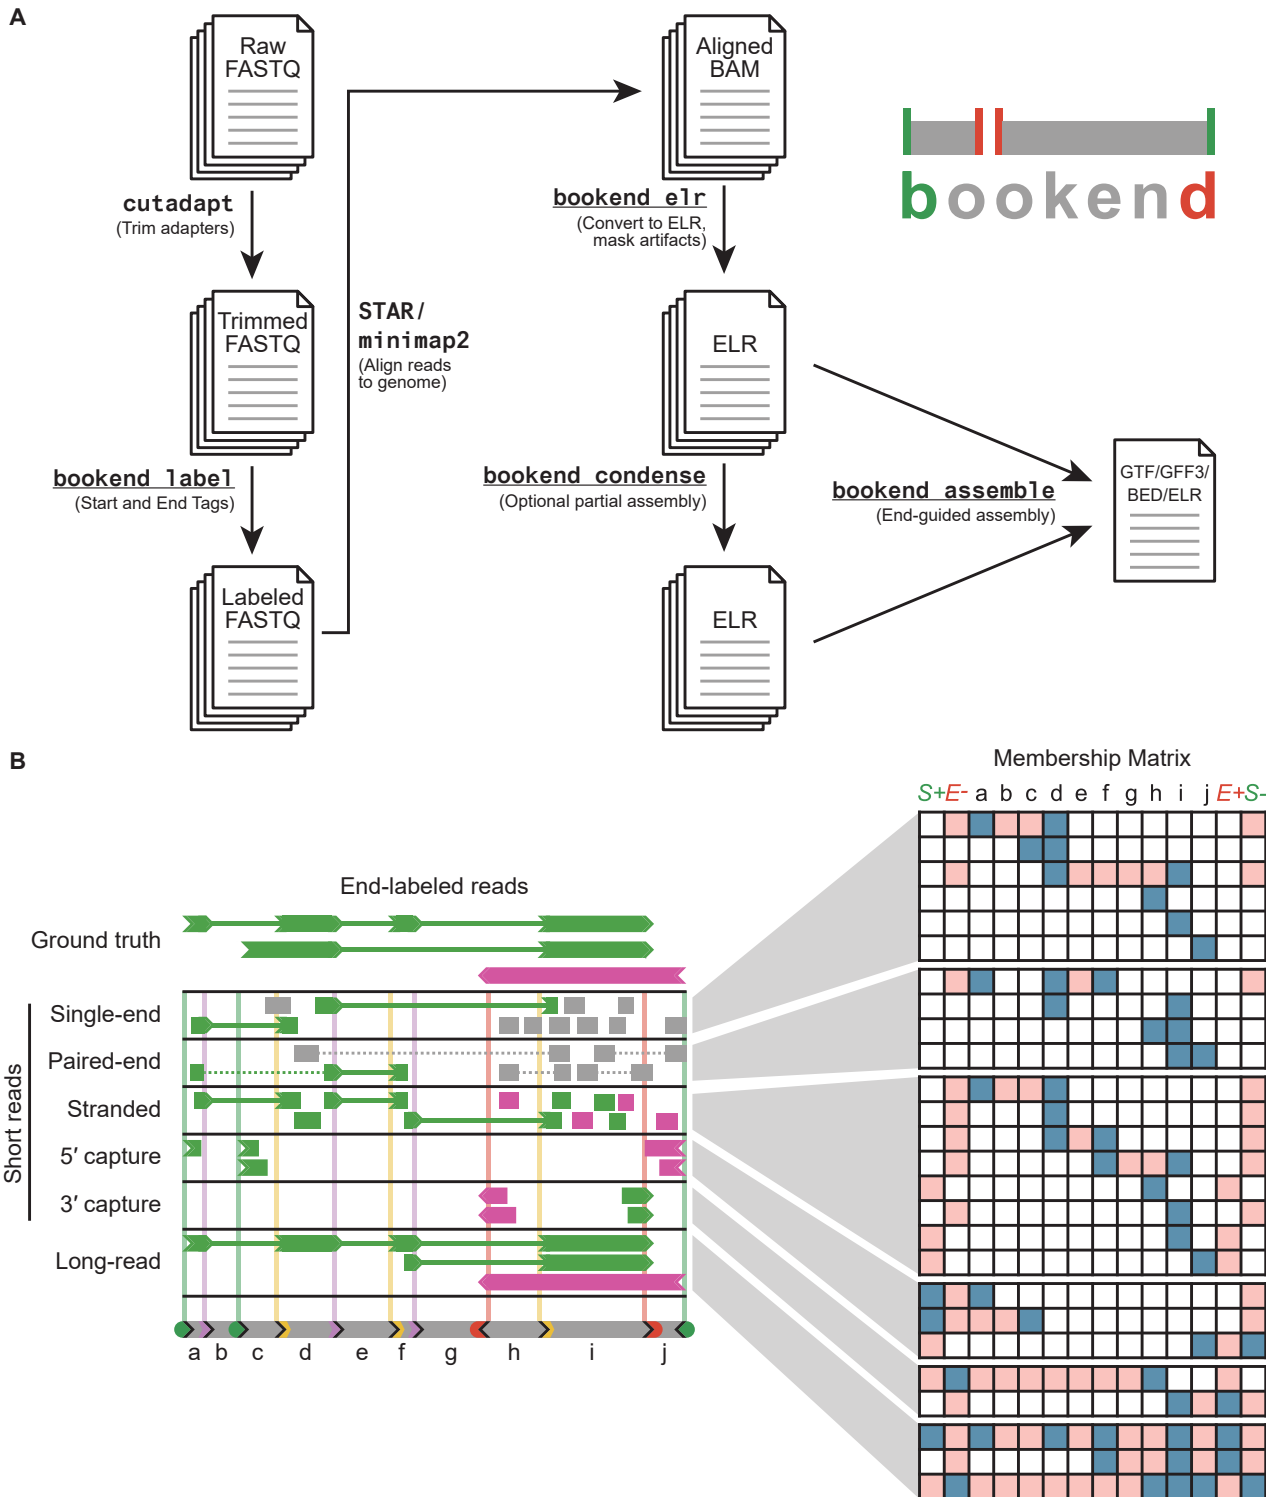 A
Raw
FASTQ
cutadapt
(Trim adapters)
Trimmed
FASTQ
bookend label
(Start and End Tags)
Labeled
FASTQ
STAR/
minimap2
(Align reads
to genome)
Aligned
BAM
bookend elr
(Convert to ELR,
mask artifacts)
ELR
bookend condense
(Optional partial assembly)
ELR
bookend assemble
(End-guided assembly)
GTF/GFF3/
BED/ELR
bookend
B
End-labeled reads
Ground truth
Short reads
Single-end
Paired-end
Stranded
5′ capture
3′ capture
Long-read
a b c d e f g h i j
Membership Matrix
S+ E- a b c d e f g h i j E+ S-